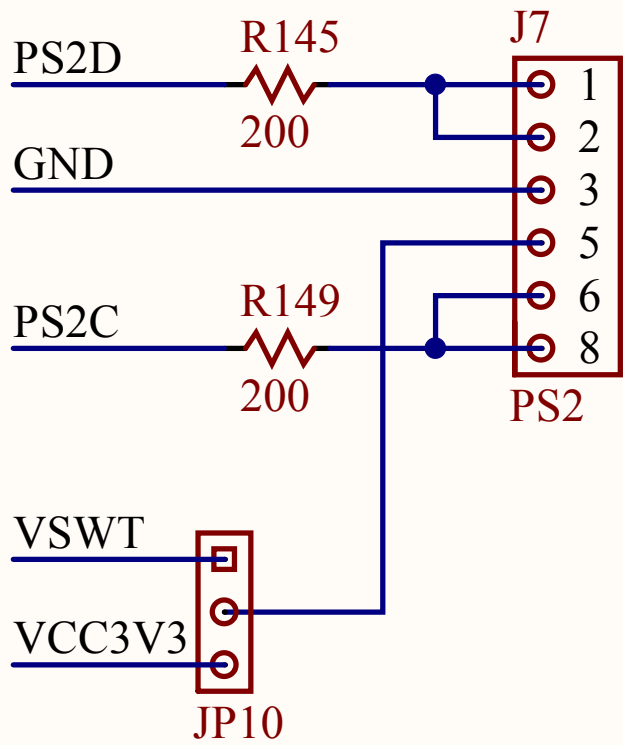 J7
R145
PS2D
1
200
2
GND
3
5
R149
6
PS2C
8
200
PS2
VSWT
VCC3V3
JP10